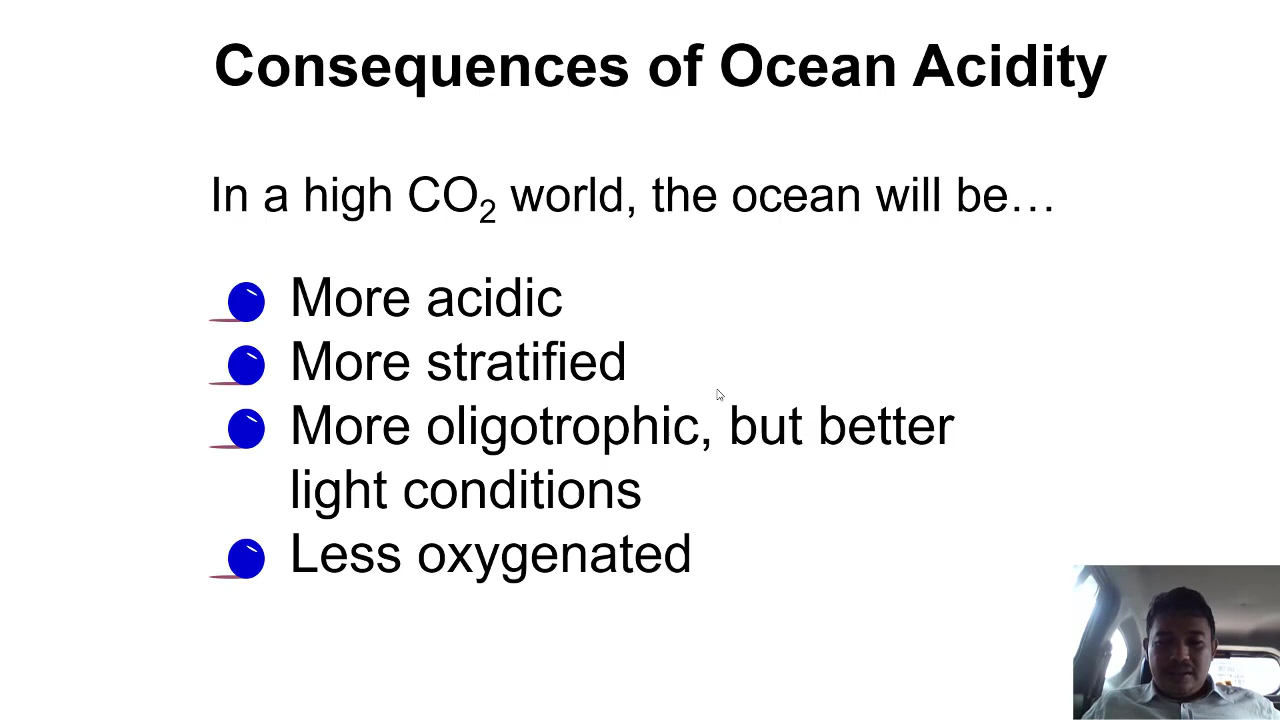 Consequences of Ocean Acidity
In a high CO₂ world, the ocean will be…
More acidic
More stratified
More oligotrophic, but better
light conditions
Less oxygenated